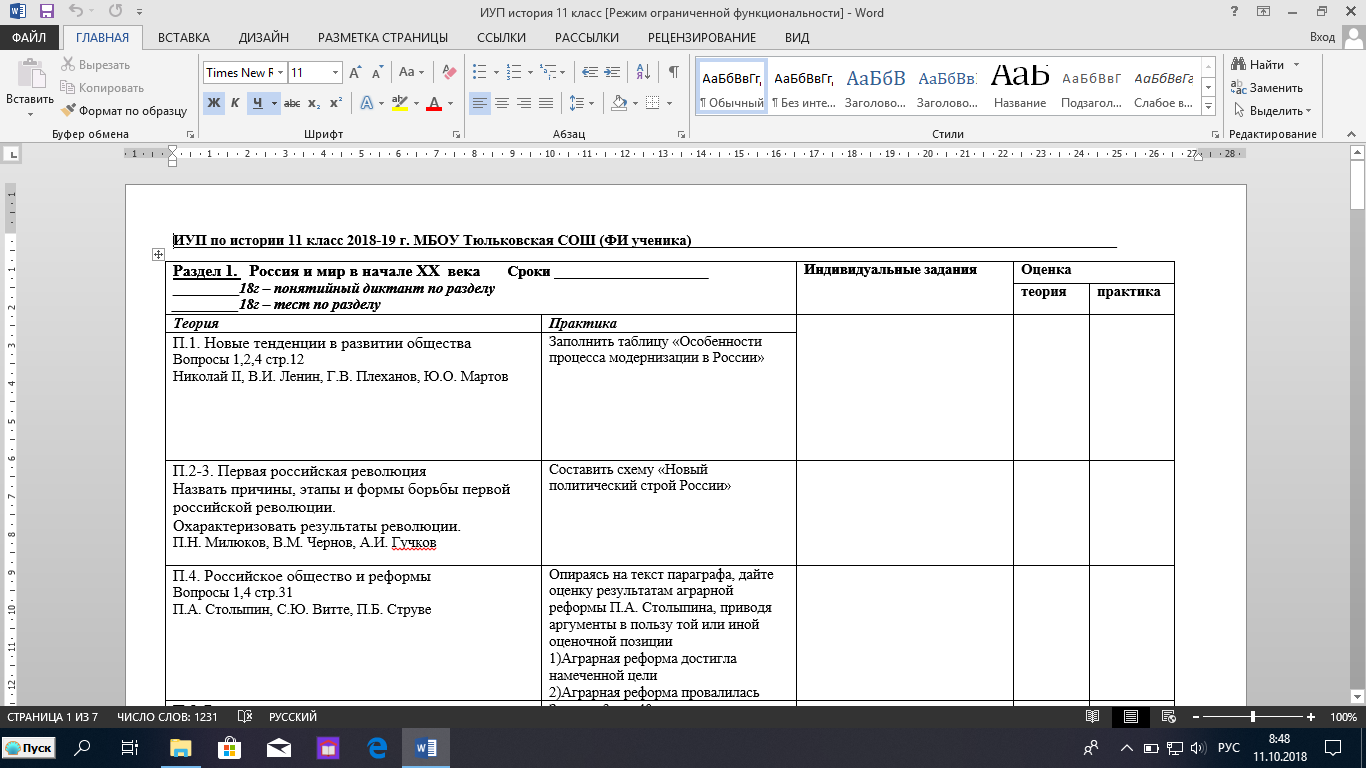 ИУП история 11 класс [Режим ограниченной функциональности] - Word
ФАЙЛ ГЛАВНАЯ ВСТАВКА ДИЗАЙН РАЗМЕТКА СТРАНИЦЫ ССЫЛКИ РАССЫЛКИ РЕЦЕНЗИРОВАНИЕ ВИД Вход
Вставить
Вырезать
Копировать
Формат по образцу
Буфер обмена
Times New R 11
Ж К Ч abc x₂ x²
Шрифт
Абзац
АаБбВвГг, АаБбВвГг, АаБбВ АаБбВв: АаБ АаБбВвГ АаБбВвГг
¶ Обычный ¶ Без инте... Заголово... Заголово... Название Подзагол... Слабое в...
Стили
Найти
Заменить
Выделить
Редактирование
ИУП по истории 11 класс 2018-19 г. МБОУ Тюльковская СОШ (ФИ ученика)
Раздел 1. Россия и мир в начале XX века Сроки ____________________
_________18г – понятийный диктант по разделу
_________18г – тест по разделу
Индивидуальные задания
Оценка
теория практика
Теория
Практика
П.1. Новые тенденции в развитии общества
Вопросы 1,2,4 стр.12
Николай II, В.И. Ленин, Г.В. Плеханов, Ю.О. Мартов
Заполнить таблицу «Особенности
процесса модернизации в России»
П.2-3. Первая российская революция
Назвать причины, этапы и формы борьбы первой
российской революции.
Охарактеризовать результаты революции.
П.Н. Милюков, В.М. Чернов, А.И. Гучков
Составить схему «Новый
политический строй России»
П.4. Российское общество и реформы
Вопросы 1,4 стр.31
П.А. Столыпин, С.Ю. Витте, П.Б. Струве
Опираясь на текст параграфа, дайте
оценку результатам аграрной
реформы П.А. Столыпина, приводя
аргументы в пользу той или иной
оценочной позиции
1)Аграрная реформа достигла
намеченной цели
2)Аграрная реформа провалилась
СТРАНИЦА 1 ИЗ 7 ЧИСЛО СЛОВ: 1231 РУССКИЙ 100%
Пуск
РУС
8:48
11.10.2018